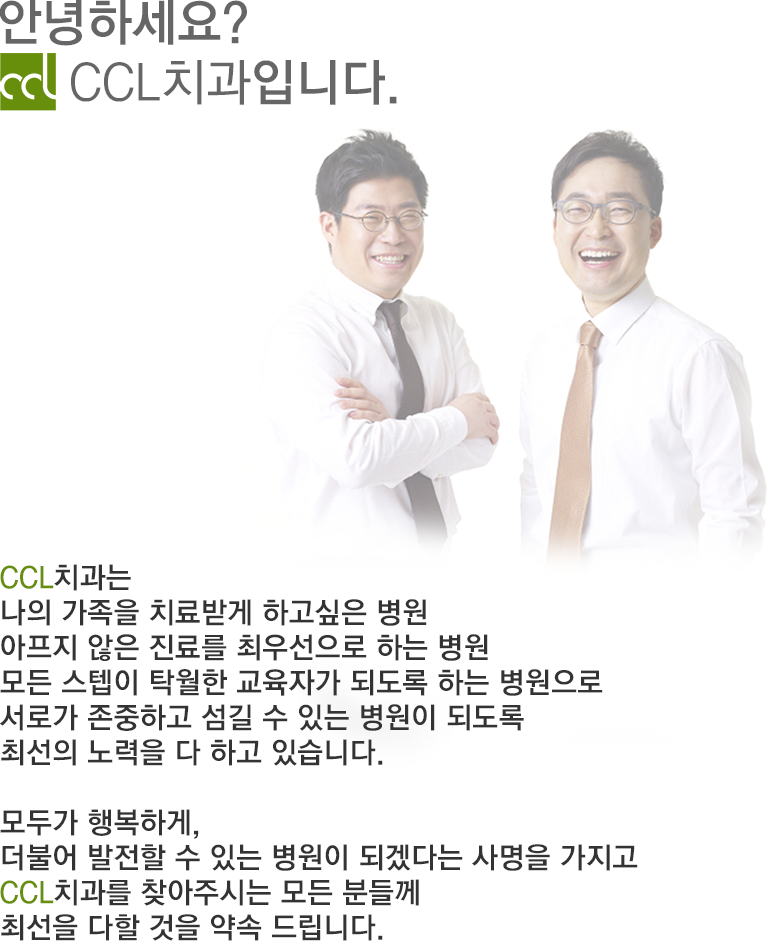 안녕하세요?
ccl CCL치과입니다.
CCL치과는
나의 가족을 치료받게 하고싶은 병원
아프지 않은 진료를 최우선으로 하는 병원
모든 스텝이 탁월한 교육자가 되도록 하는 병원으로
서로가 존중하고 섬길 수 있는 병원이 되도록
최선의 노력을 다 하고 있습니다.
모두가 행복하게,
더불어 발전할 수 있는 병원이 되겠다는 사명을 가지고
CCL치과를 찾아주시는 모든 분들께
최선을 다할 것을 약속 드립니다.